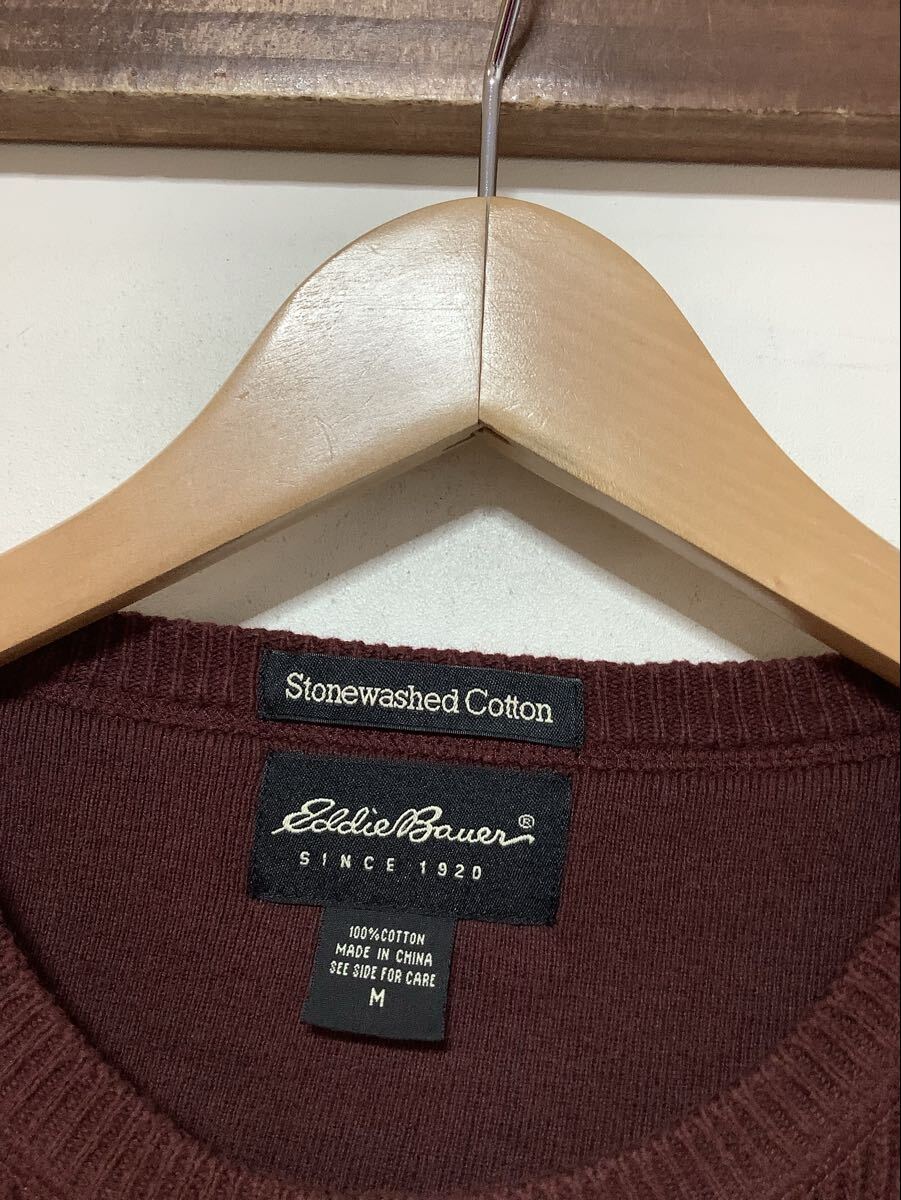 Stonewashed Cotton
Eddie Bauer®
SINCE 1920
100%COTTON
MADE IN CHINA
SEE SIDE FOR CARE
M